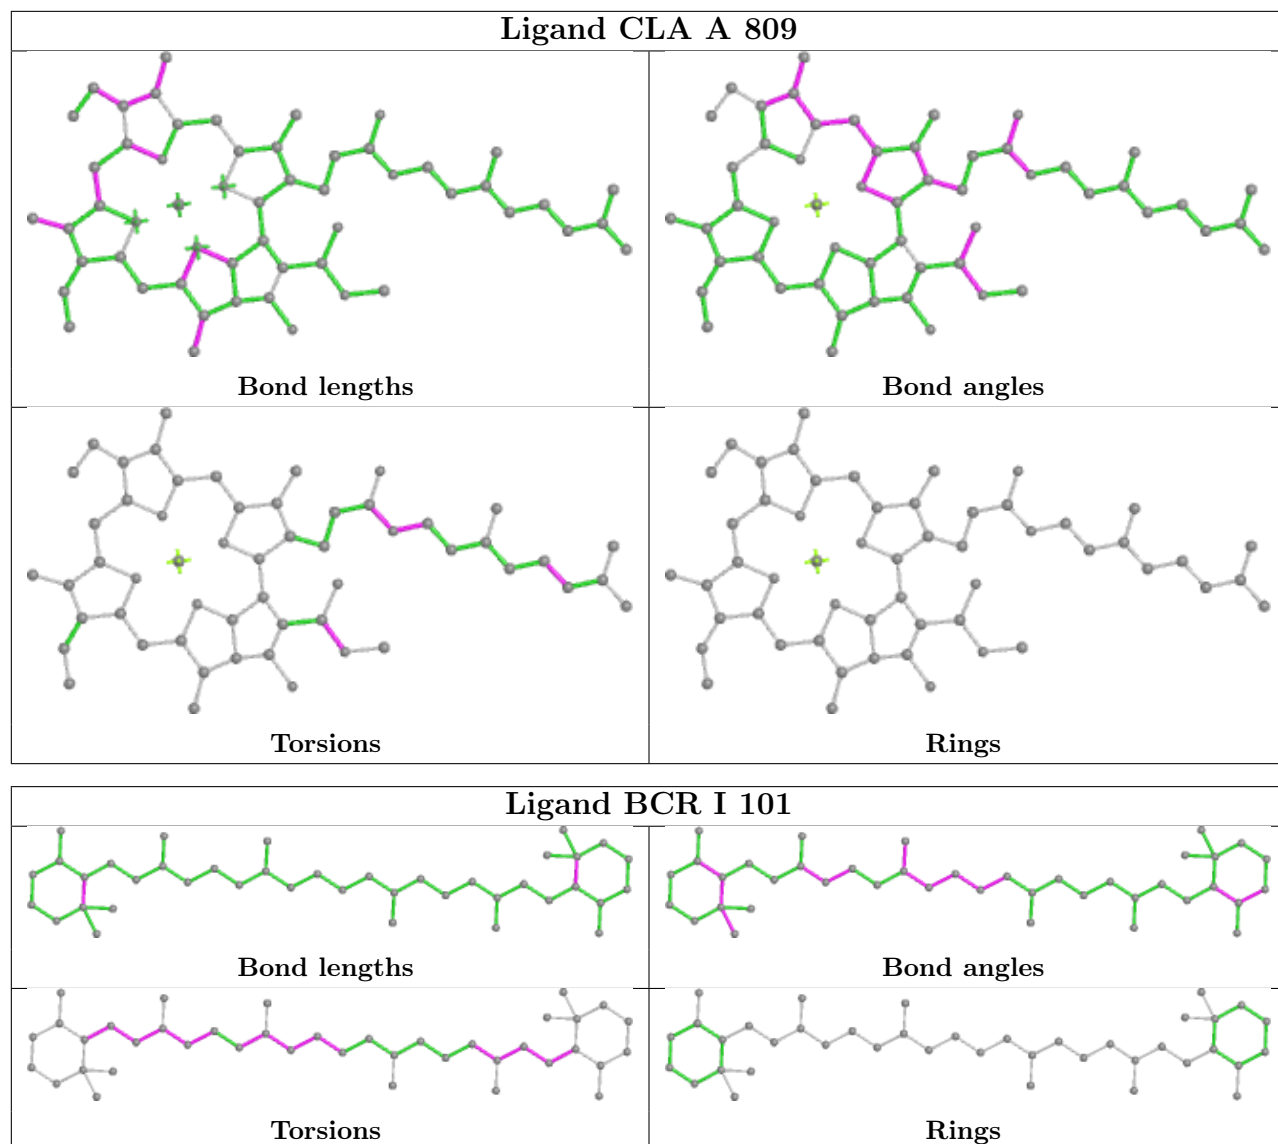 Ligand CLA A 809
Bond lengths
Bond angles
Torsions
Rings
Ligand BCR I 101
Bond lengths
Bond angles
Torsions
Rings